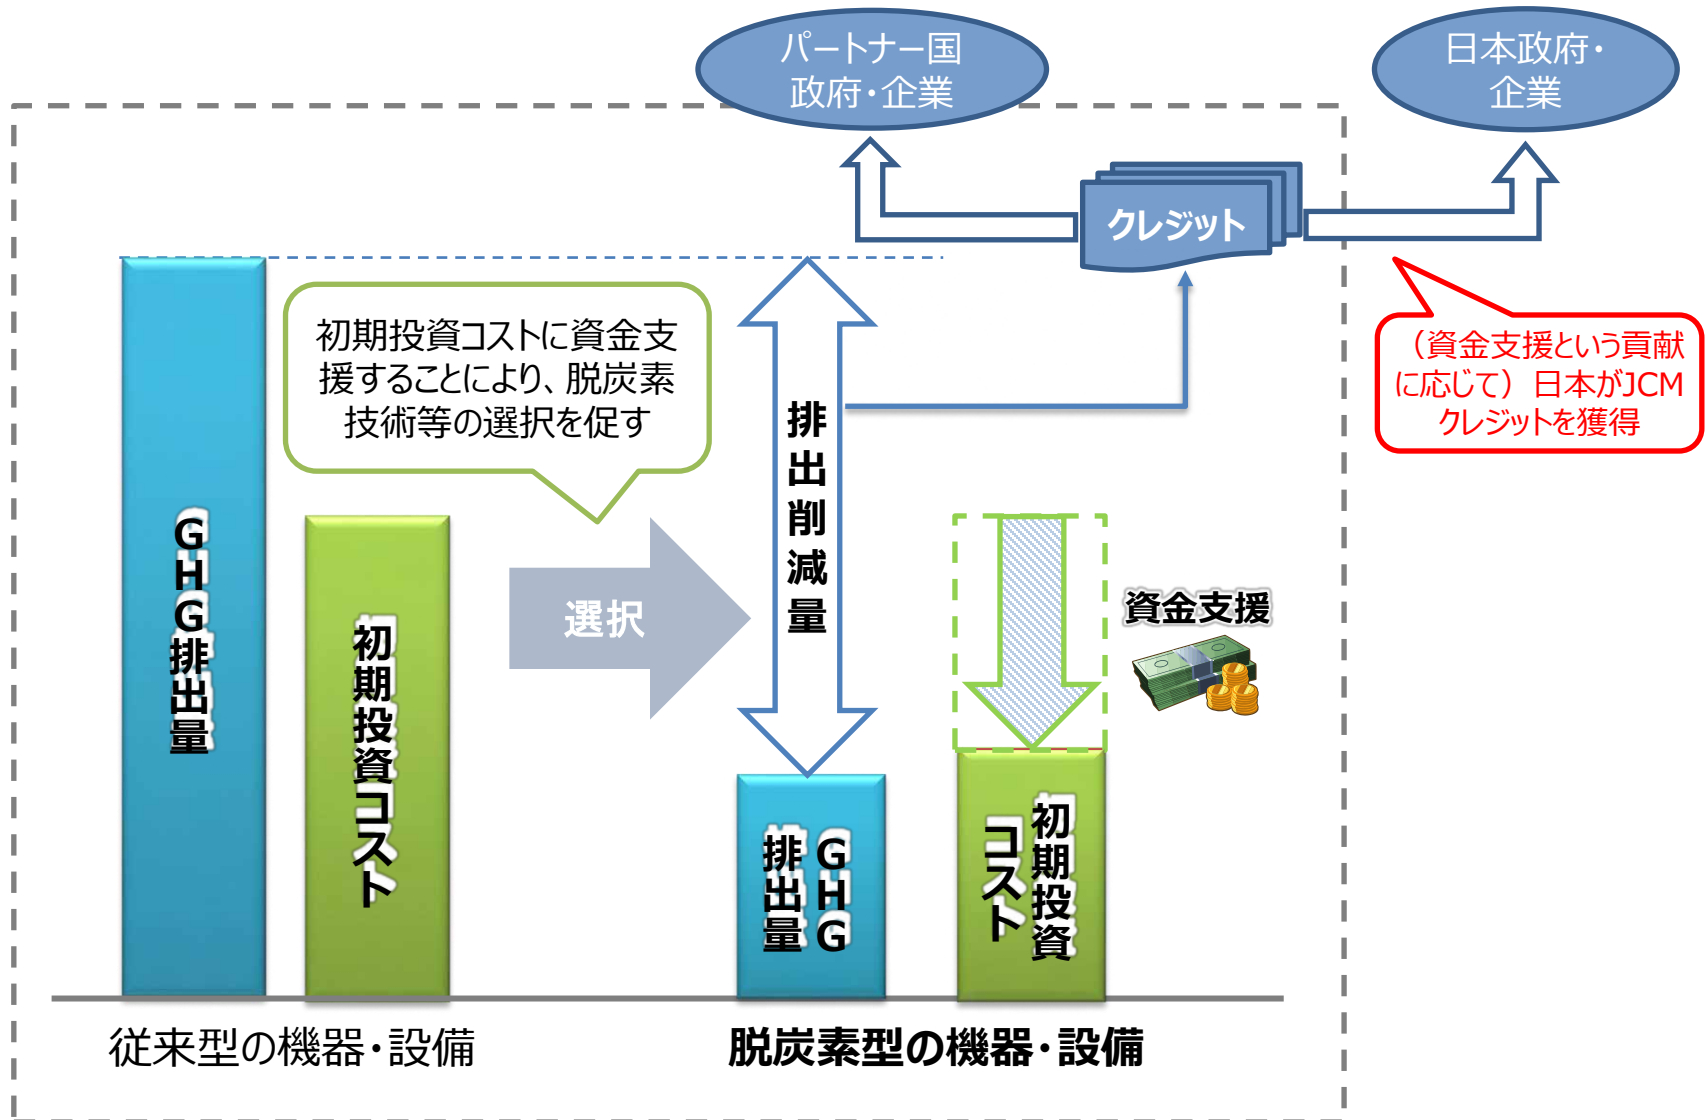 パートナー国
政府・企業
日本政府・
企業
クレジット
初期投資コストに資金支
援することにより、脱炭素
技術等の選択を促す
（資金支援という貢献
に応じて）日本がJCM
クレジットを獲得
排出削減量
GHG排出量
初期投資コスト
選択
資金支援
GHG
排出量
初期投資
コスト
従来型の機器・設備
脱炭素型の機器・設備